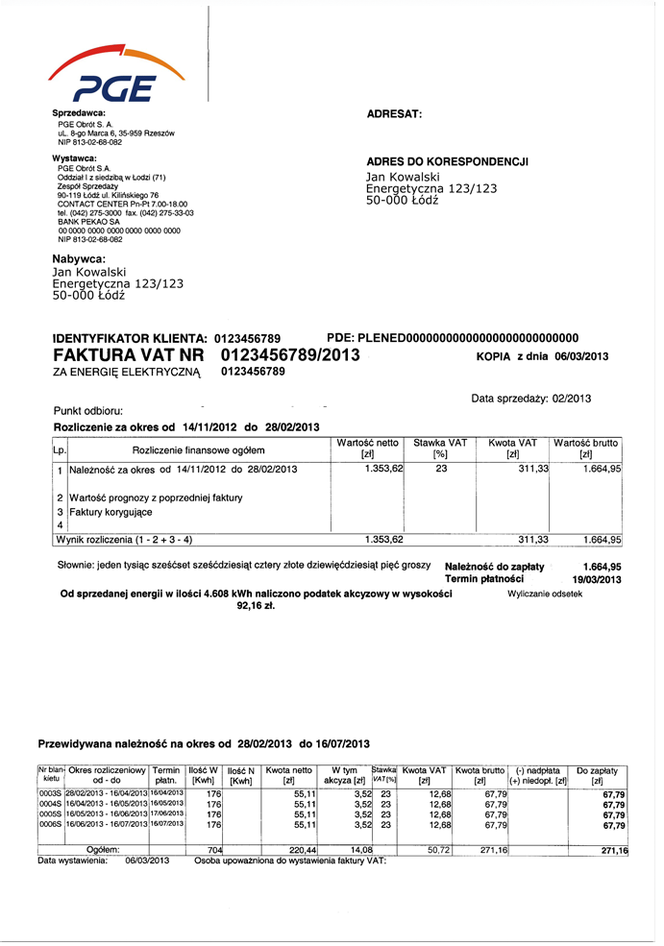 PGE
Sprzedawca:
PGE Obrót S. A.
uL. 8-go Marca 6, 35-959 Rzeszów
NIP 813-02-68-082
Wystawca:
PGE Obrót S.A.
Oddział I z siedzibą w Łodzi (71)
Zespół Sprzedaży
90-119 Łódź ul. Kilińskiego 76
CONTACT CENTER Pn-Pt 7.00-18.00
tel. (042) 275-3000 fax. (042) 275-33-03
BANK PEKAO SA
00 0000 0000 0000 0000 0000 0000
NIP 813-02-68-082
ADRESAT:
ADRES DO KORESPONDENCJI
Jan Kowalski
Energetyczna 123/123
50-000 Łódź
Nabywca:
Jan Kowalski
Energetyczna 123/123
50-000 Łódź
IDENTYFIKATOR KLIENTA: 0123456789 PDE: PLENED00000000000000000000000000
FAKTURA VAT NR 0123456789/2013 KOPIA z dnia 06/03/2013
ZA ENERGIĘ ELEKTRYCZNĄ 0123456789
Data sprzedaży: 02/2013
Punkt odbioru:
Rozliczenie za okres od 14/11/2012 do 28/02/2013
Lp. Rozliczenie finansowe ogółem Wartość netto [zł] Stawka VAT [%] Kwota VAT [zł] Wartość brutto [zł]
1 Należność za okres od 14/11/2012 do 28/02/2013 1.353,62 23 311,33 1.664,95
2 Wartość prognozy z poprzedniej faktury
3 Faktury korygujące
4
Wynik rozliczenia (1 - 2 + 3 - 4) 1.353,62 311,33 1.664,95
Słownie: jeden tysiąc sześćset sześćdziesiąt cztery złote dziewięćdziesiąt pięć groszy Należność do zapłaty 1.664,95
Termin płatności 19/03/2013
Od sprzedanej energii w ilości 4.608 kWh naliczono podatek akcyzowy w wysokości Wyliczanie odsetek
92,16 zł.
Przewidywana należność na okres od 28/02/2013 do 16/07/2013
Nr blan- Okres rozliczeniowy Termin Ilość W Ilość N Kwota netto W tym Stawka Kwota VAT Kwota brutto (-) nadpłata Do zapłaty
kietu od - do płatn. [Kwh] [Kwh] [zł] akcyza [zł] VAT [%] [zł] [zł] (+) niedopł. [zł] [zł]
0003S 28/02/2013 - 16/04/2013 16/04/2013 176 55,11 3,52 23 12,68 67,79 67,79
0004S 16/04/2013 - 16/05/2013 16/05/2013 176 55,11 3,52 23 12,68 67,79 67,79
0005S 16/05/2013 - 16/06/2013 17/06/2013 176 55,11 3,52 23 12,68 67,79 67,79
0006S 16/06/2013 - 16/07/2013 16/07/2013 176 55,11 3,52 23 12,68 67,79 67,79
Ogółem: 704 220,44 14,08 50,72 271,16 271,16
Data wystawienia: 06/03/2013 Osoba upoważniona do wystawienia faktury VAT: